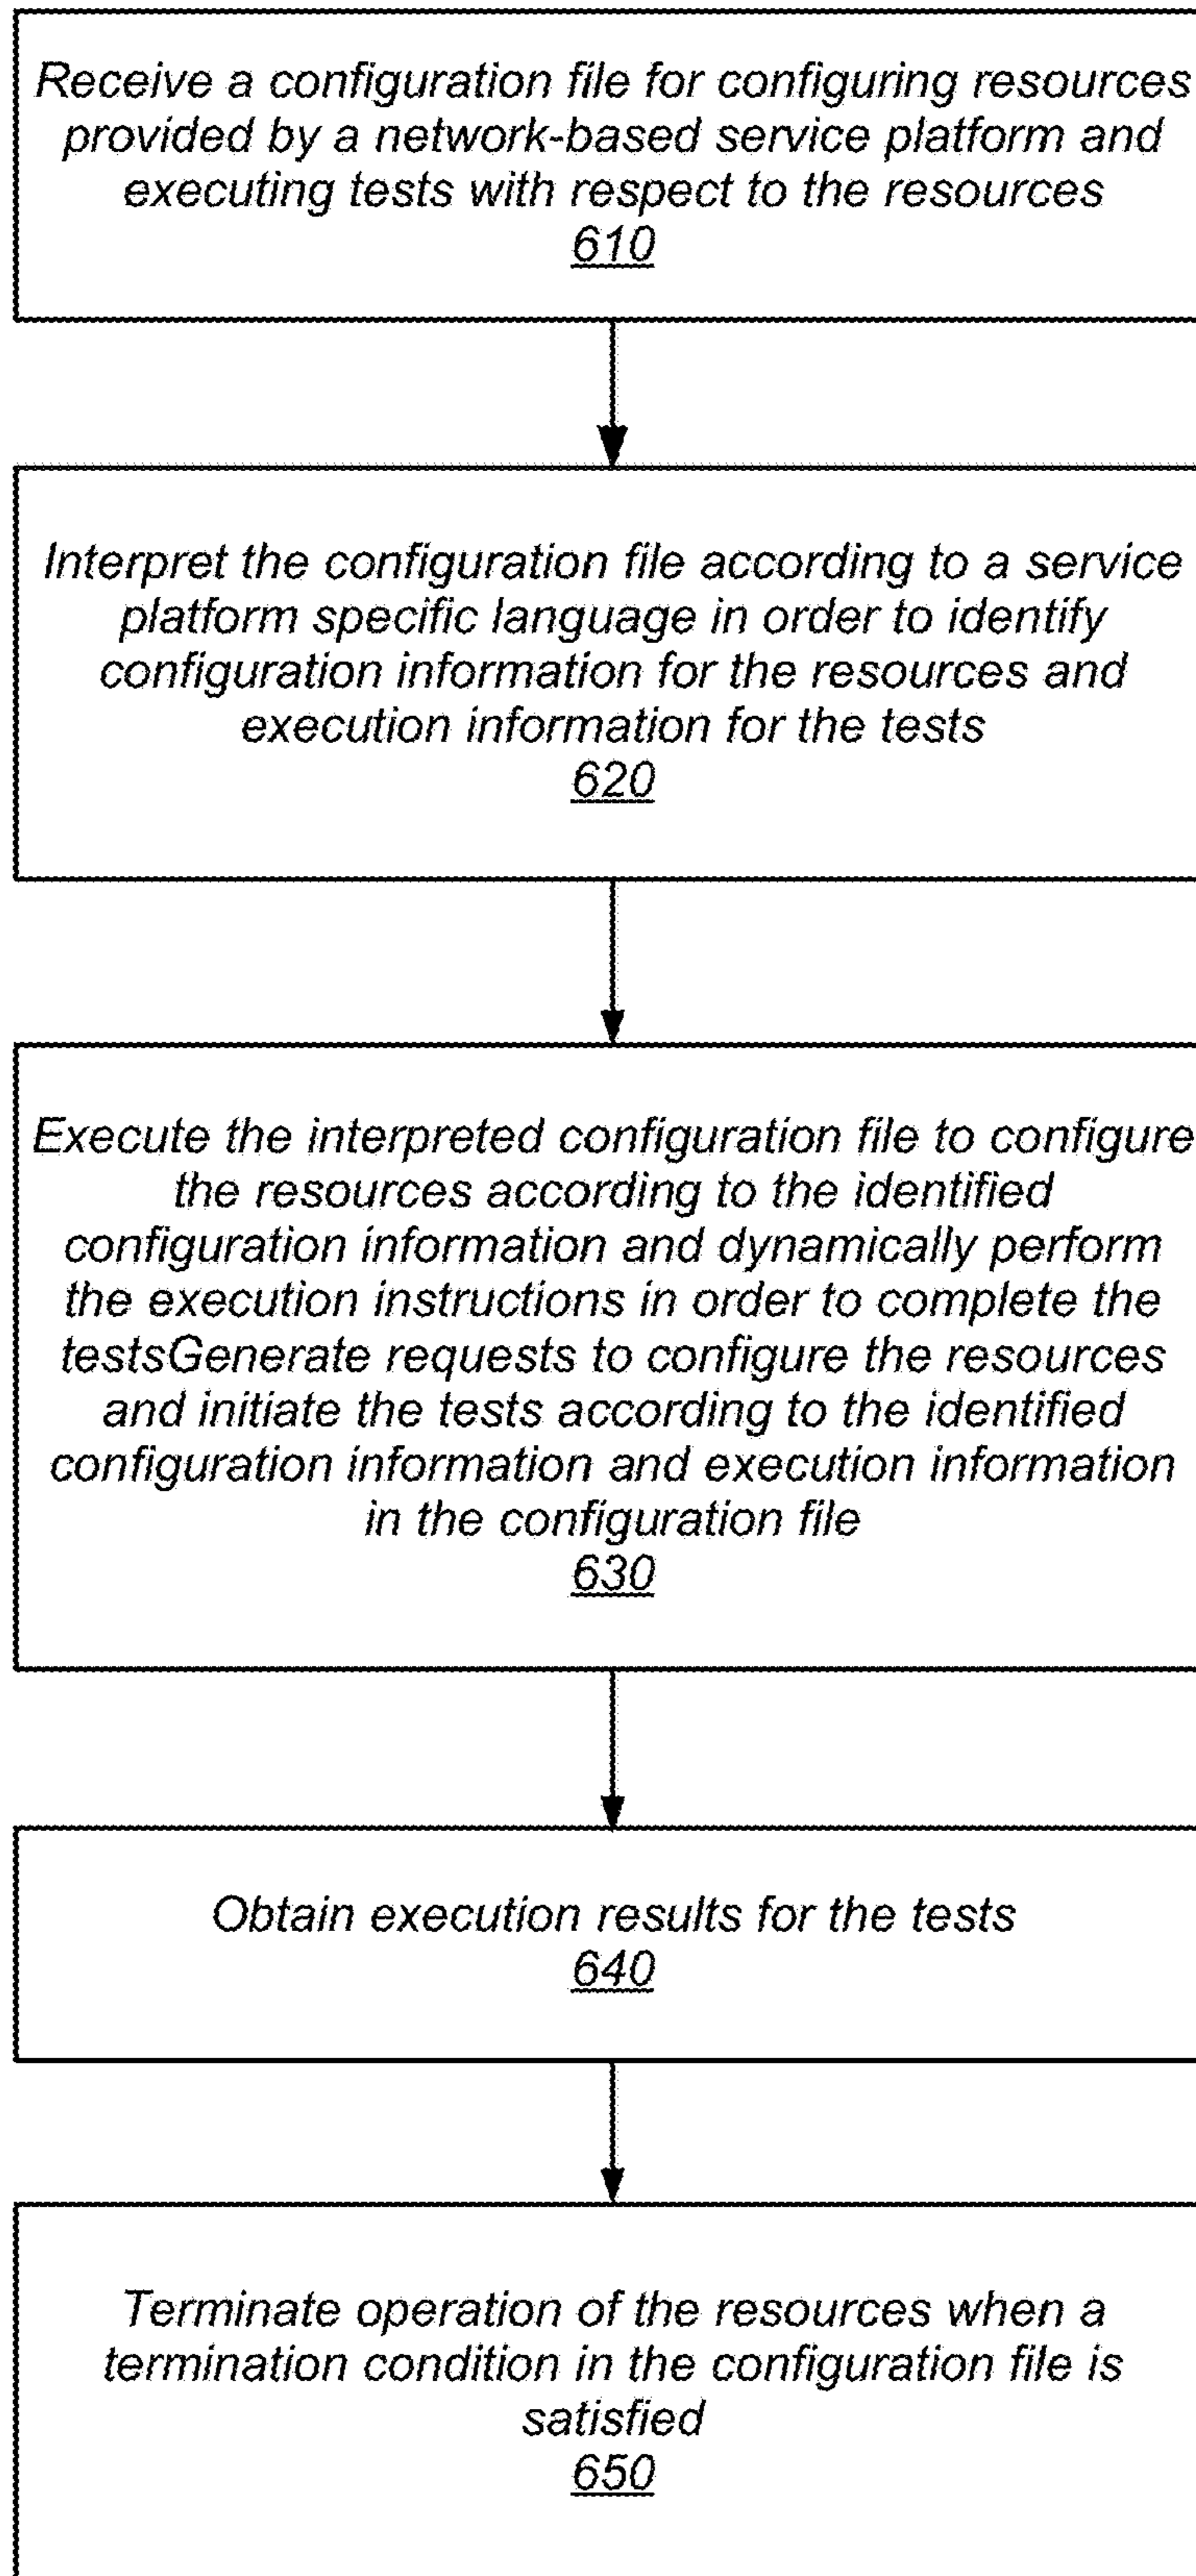 Receive a configuration file for configuring resources
provided by a network-based service platform and
executing tests with respect to the resources
610
Interpret the configuration file according to a service
platform specific language in order to identify
configuration information for the resources and
execution information for the tests
620
Execute the interpreted configuration file to configure
the resources according to the identified
configuration information and dynamically perform
the execution instructions in order to complete the
testsGenerate requests to configure the resources
and initiate the tests according to the identified
configuration information and execution information
in the configuration file
630
Obtain execution results for the tests
640
Terminate operation of the resources when a
termination condition in the configuration file is
satisfied
650